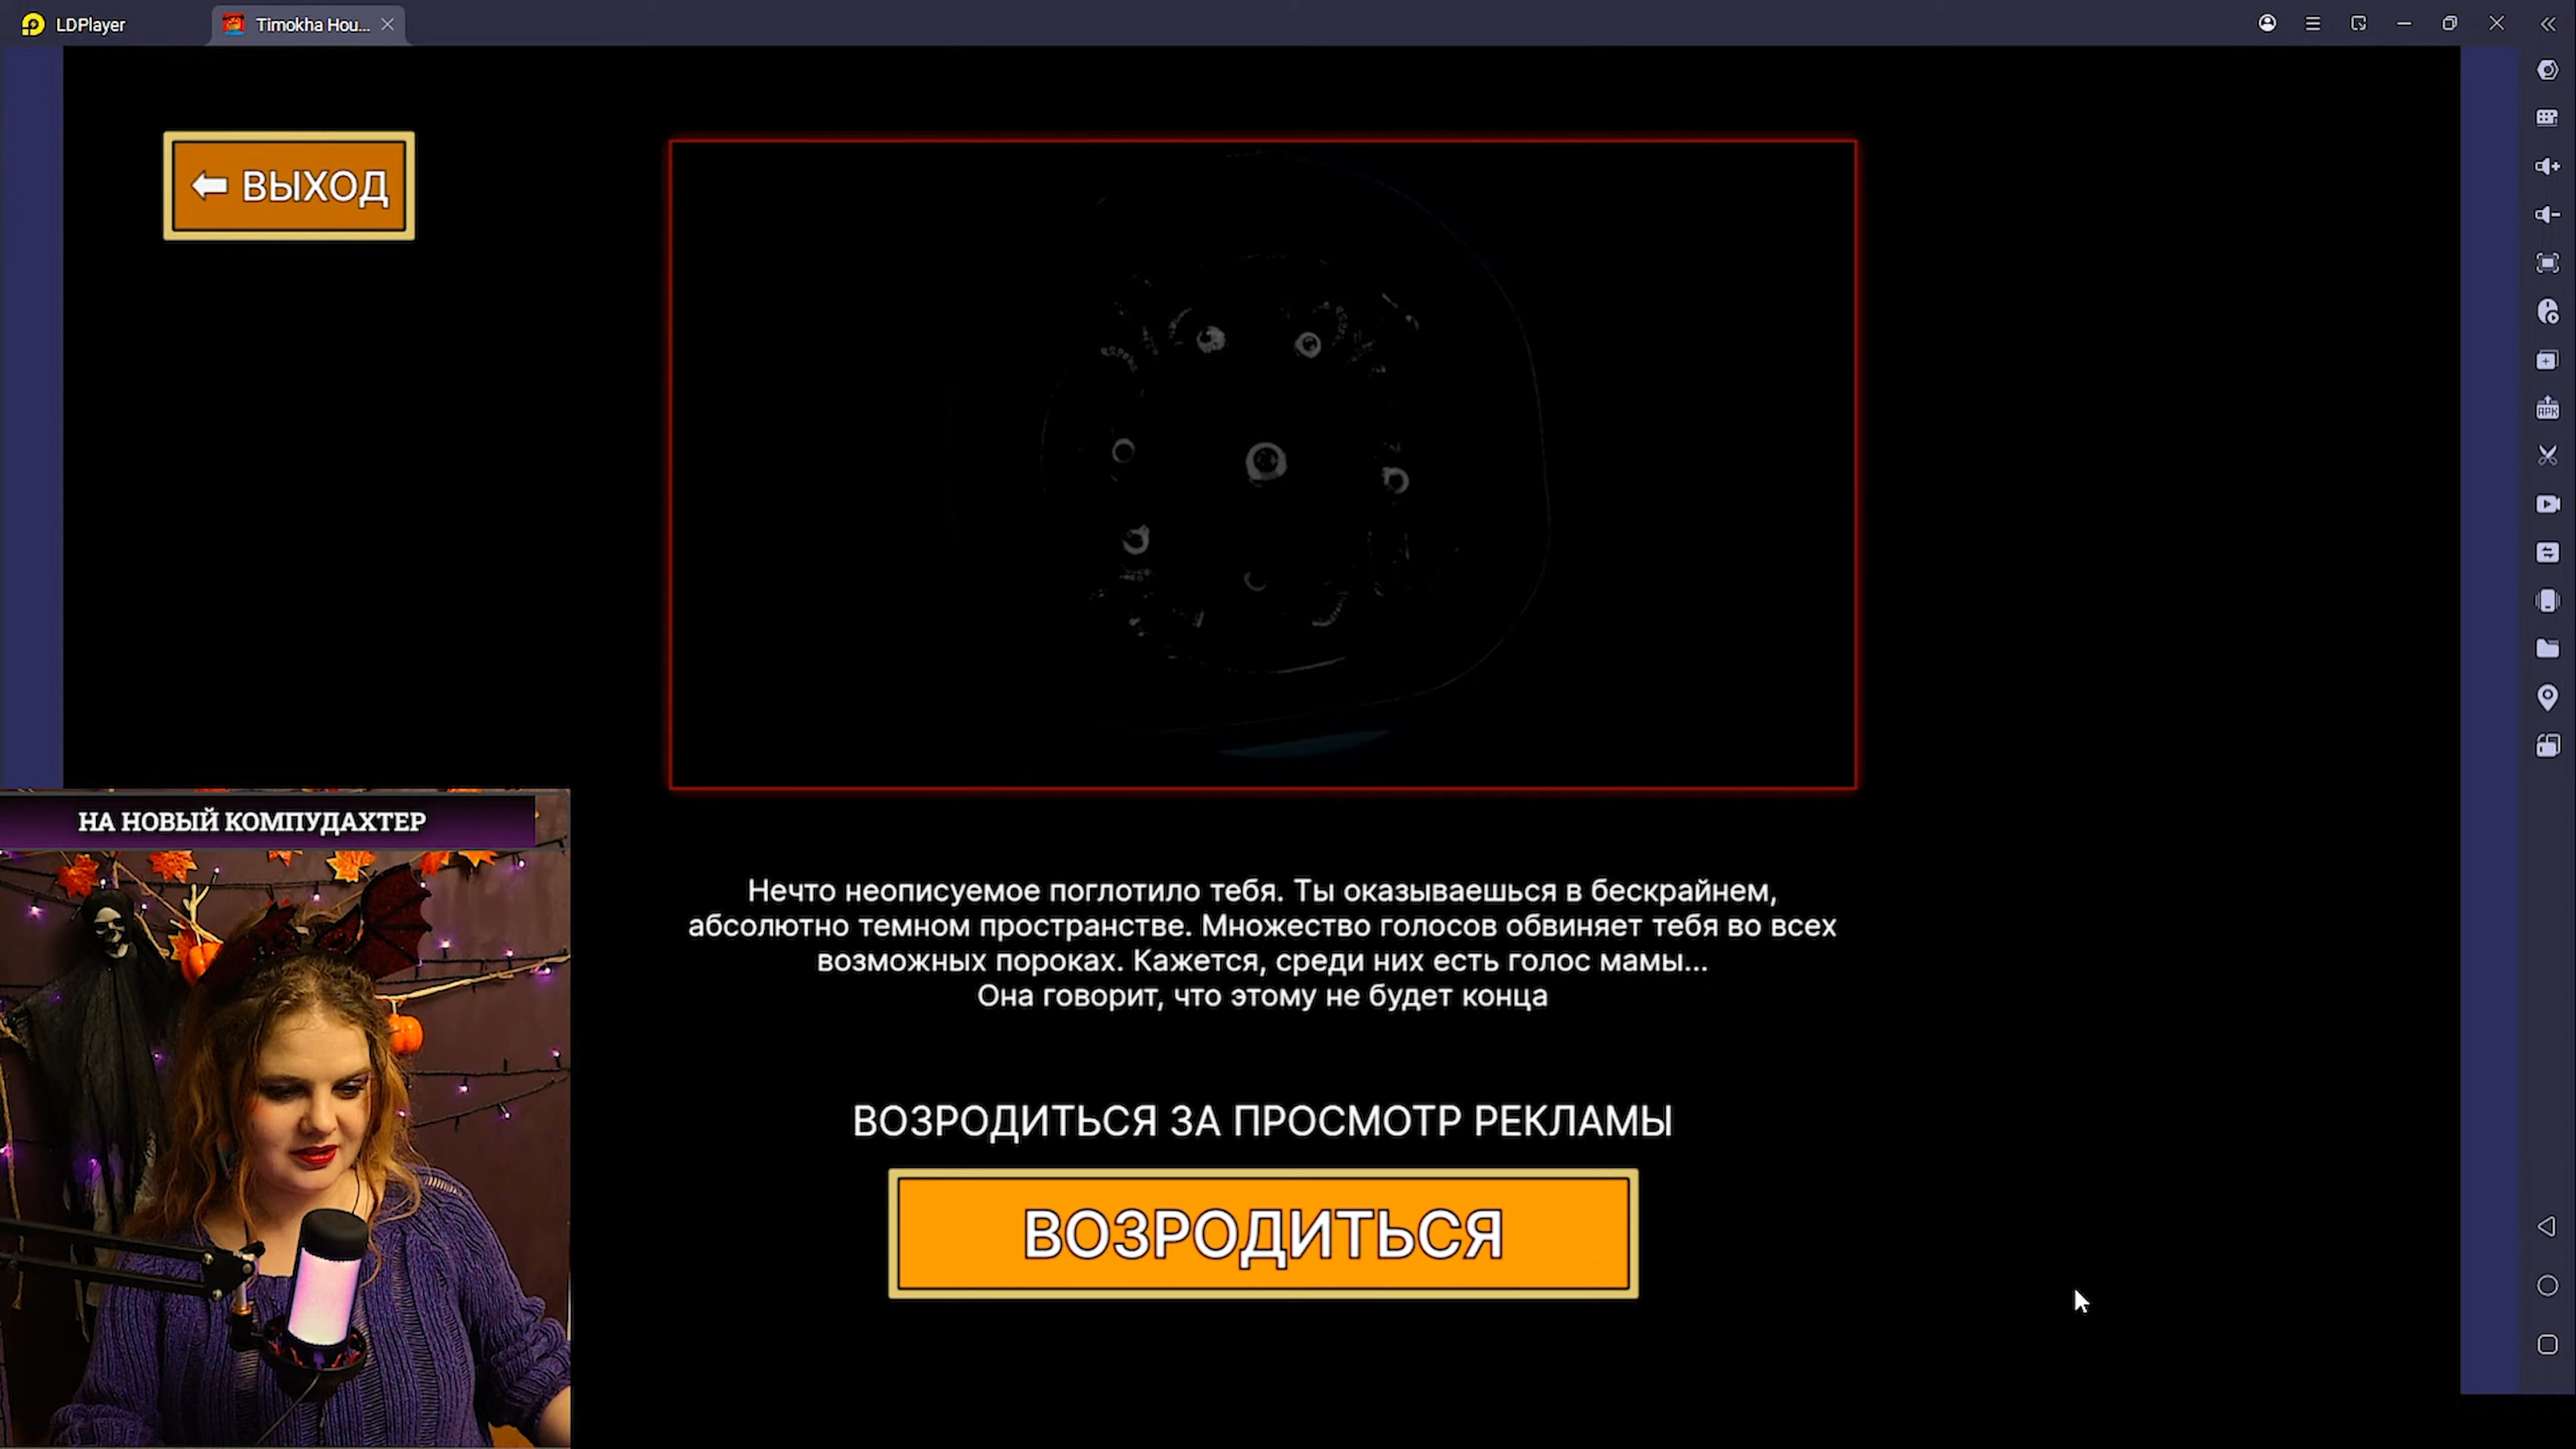 LDPlayer
Timokha Hou...
⬅ ВЫХОД
НА НОВЫЙ КОМПУДАХТЕР
Нечто неописуемое поглотило тебя. Ты оказываешься в бескрайнем,
абсолютно темном пространстве. Множество голосов обвиняет тебя во всех
возможных пороках. Кажется, среди них есть голос мамы...
Она говорит, что этому не будет конца
ВОЗРОДИТЬСЯ ЗА ПРОСМОТР РЕКЛАМЫ
ВОЗРОДИТЬСЯ
APK